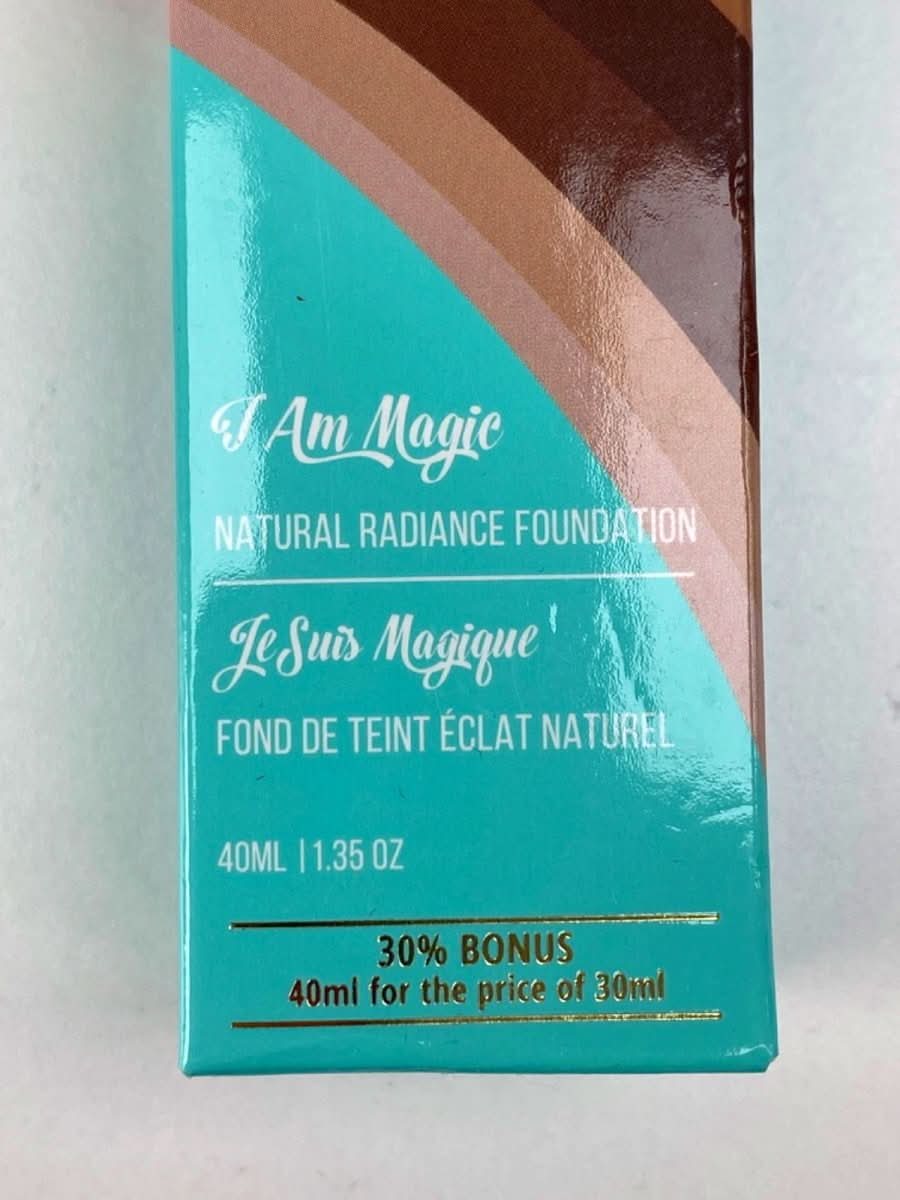 I Am Magic
NATURAL RADIANCE FOUNDATION
Je Suis Magique
FOND DE TEINT ÉCLAT NATUREL
40ML | 1.35 OZ
30% BONUS
40ml for the price of 30ml